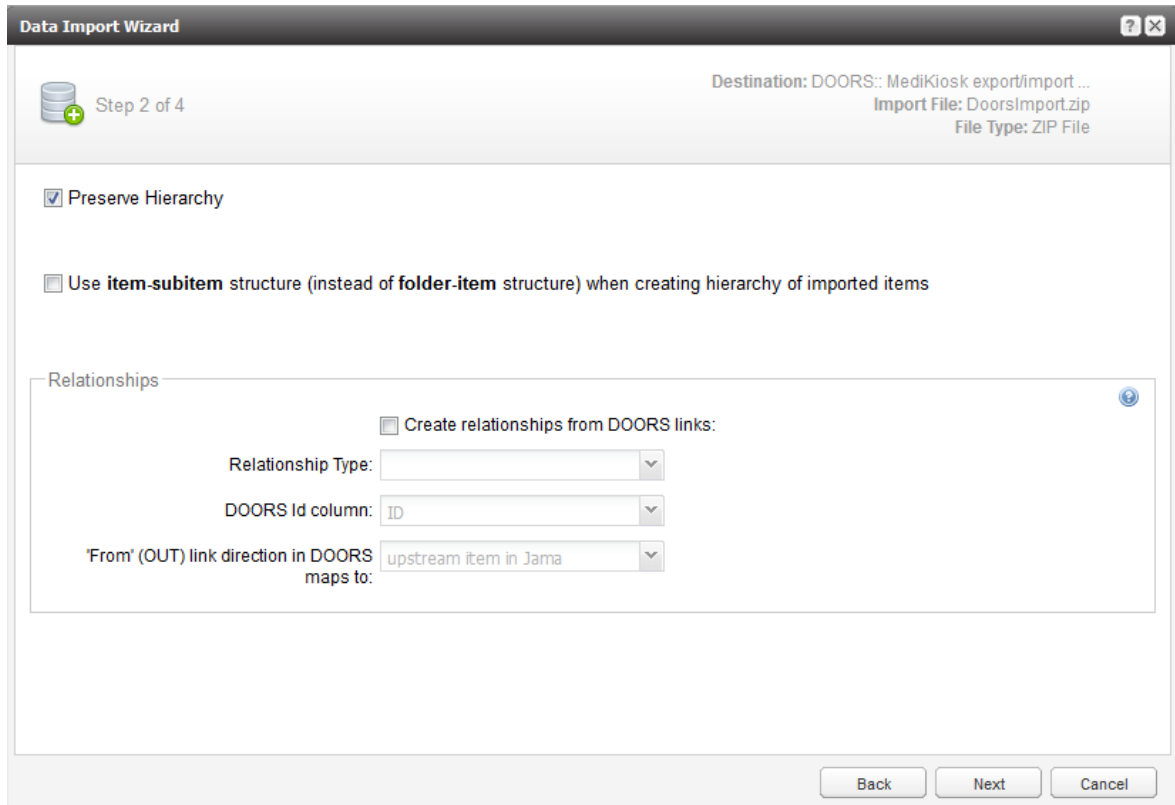 Data Import Wizard
?
Step 2 of 4
Destination: DOORS:: MediKiosk export/import ...
Import File: DoorsImport.zip
File Type: ZIP File
Preserve Hierarchy
Use item-subitem structure (instead of folder-item structure) when creating hierarchy of imported items
Relationships
?
Create relationships from DOORS links:
Relationship Type:
DOORS Id column: ID
'From' (OUT) link direction in DOORS
maps to: upstream item in Jama
Back Next Cancel